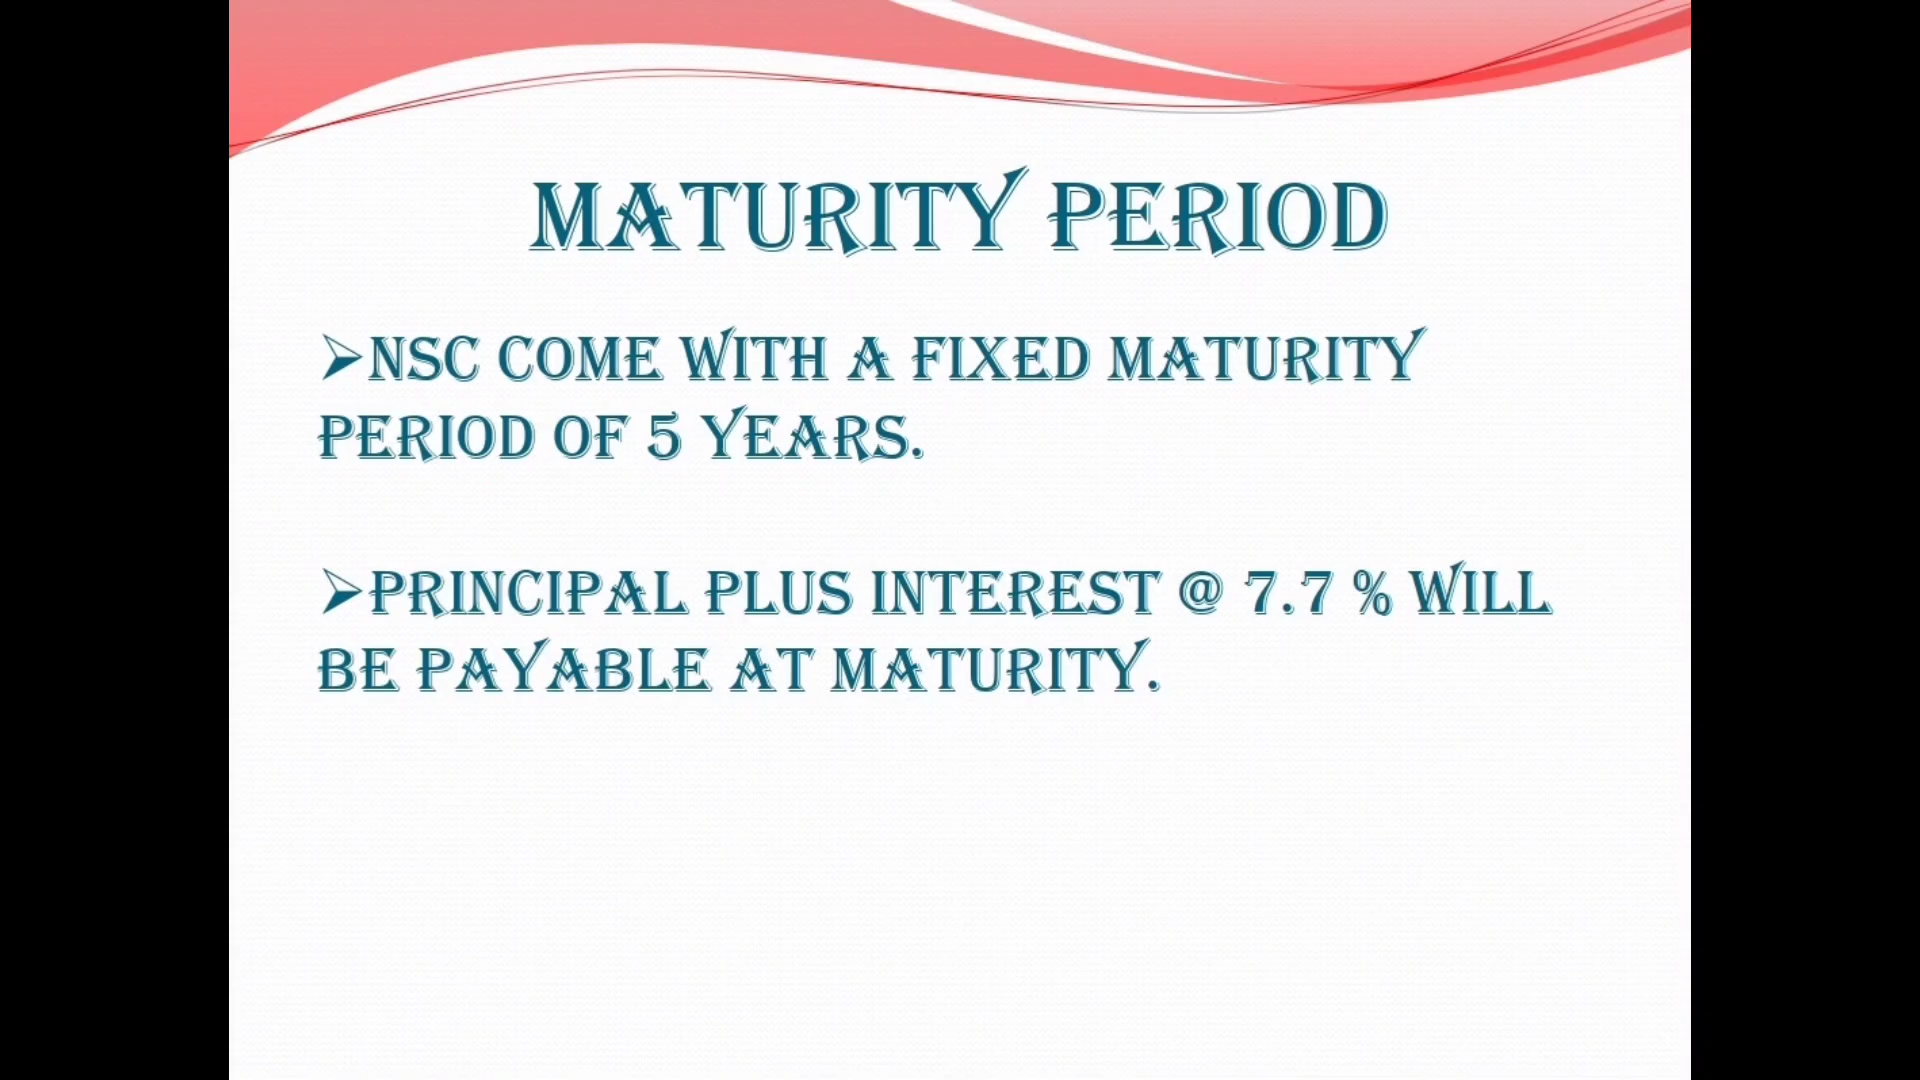 MATURITY PERIOD
➢NSC COME WITH A FIXED MATURITY
PERIOD OF 5 YEARS.
➢PRINCIPAL PLUS INTEREST @ 7.7 % WILL
BE PAYABLE AT MATURITY.